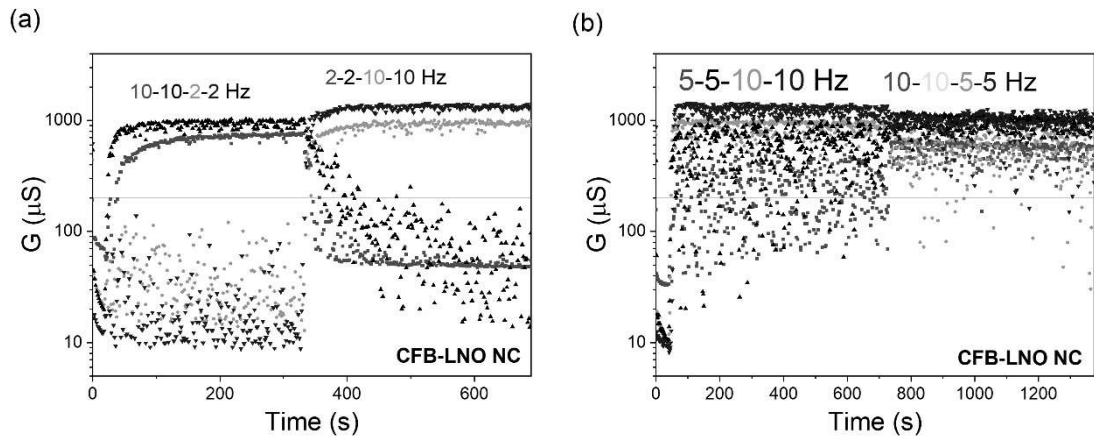 (a)
10-10-2-2 Hz
2-2-10-10 Hz
1000
100
10
G (µS)
CFB-LNO NC
0
200
400
600
Time (s)
(b)
5-5-10-10 Hz
10-10-5-5 Hz
1000
100
10
G (µS)
CFB-LNO NC
0
200
400
600
800
1000
1200
Time (s)